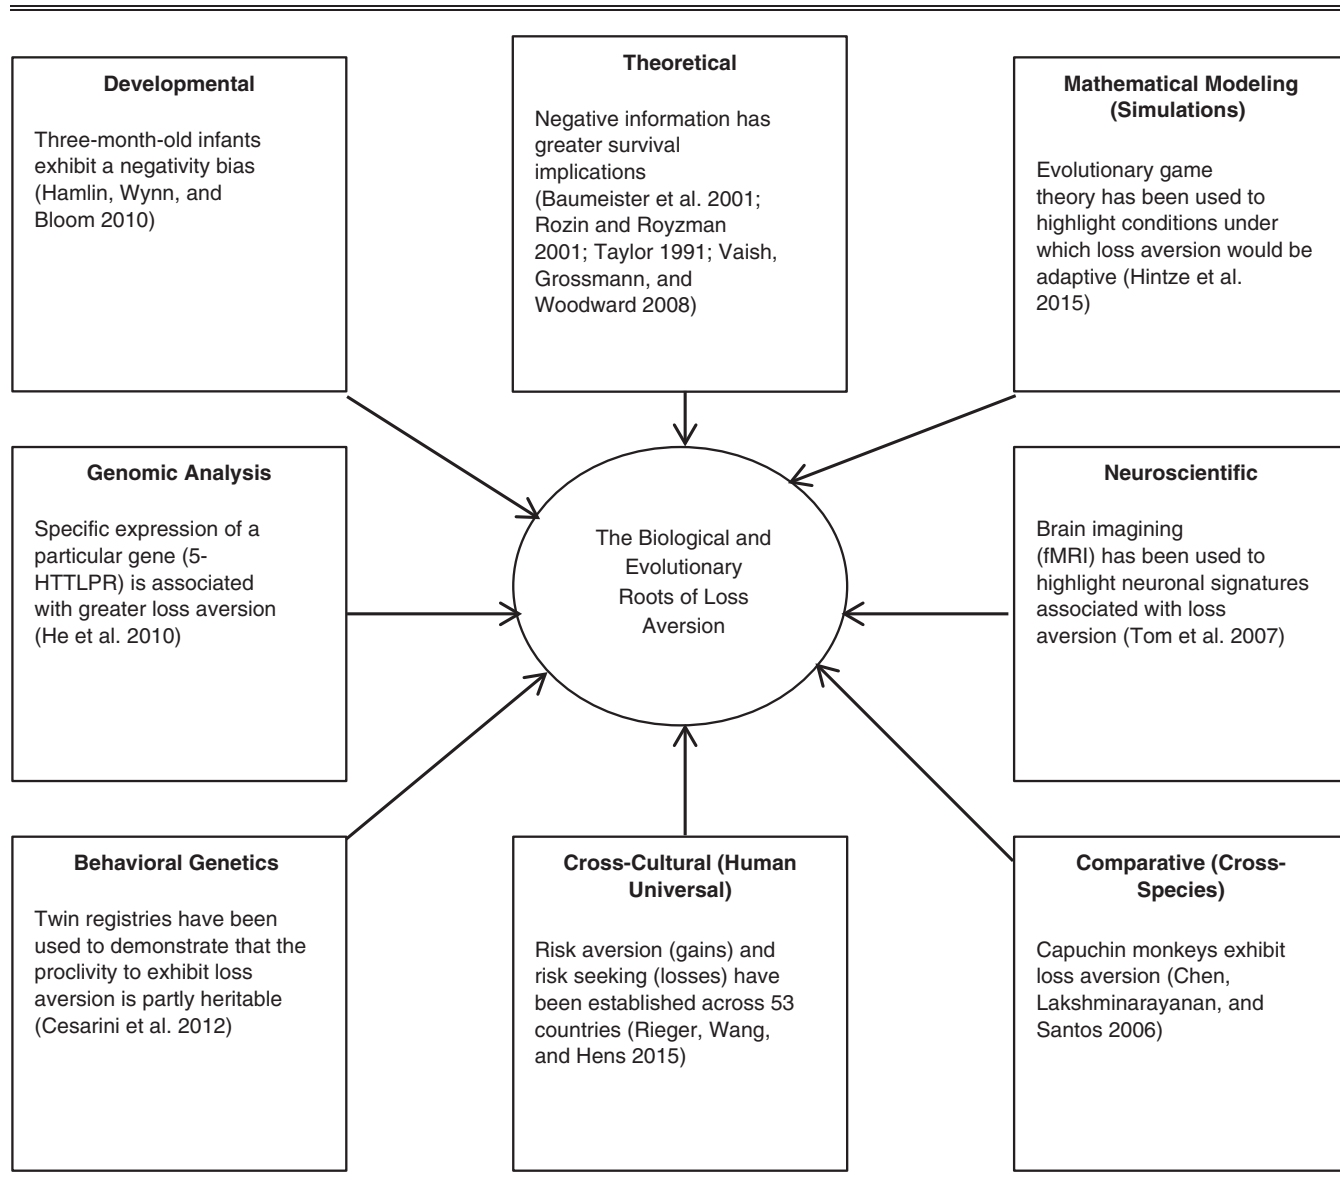 Developmental
Three-month-old infants
exhibit a negativity bias
(Hamlin, Wynn, and
Bloom 2010)
Theoretical
Negative information has
greater survival
implications
(Baumeister et al. 2001;
Rozin and Royzman
2001; Taylor 1991; Vaish,
Grossmann, and
Woodward 2008)
Mathematical Modeling
(Simulations)
Evolutionary game
theory has been used to
highlight conditions under
which loss aversion would be
adaptive (Hintze et al.
2015)
Genomic Analysis
Specific expression of a
particular gene (5-
HTTLPR) is associated
with greater loss aversion
(He et al. 2010)
The Biological and
Evolutionary
Roots of Loss
Aversion
Neuroscientific
Brain imagining
(fMRI) has been used to
highlight neuronal signatures
associated with loss
aversion (Tom et al. 2007)
Behavioral Genetics
Twin registries have been
used to demonstrate that the
proclivity to exhibit loss
aversion is partly heritable
(Cesarini et al. 2012)
Cross-Cultural (Human
Universal)
Risk aversion (gains) and
risk seeking (losses) have
been established across 53
countries (Rieger, Wang,
and Hens 2015)
Comparative (Cross-
Species)
Capuchin monkeys exhibit
loss aversion (Chen,
Lakshminarayanan, and
Santos 2006)